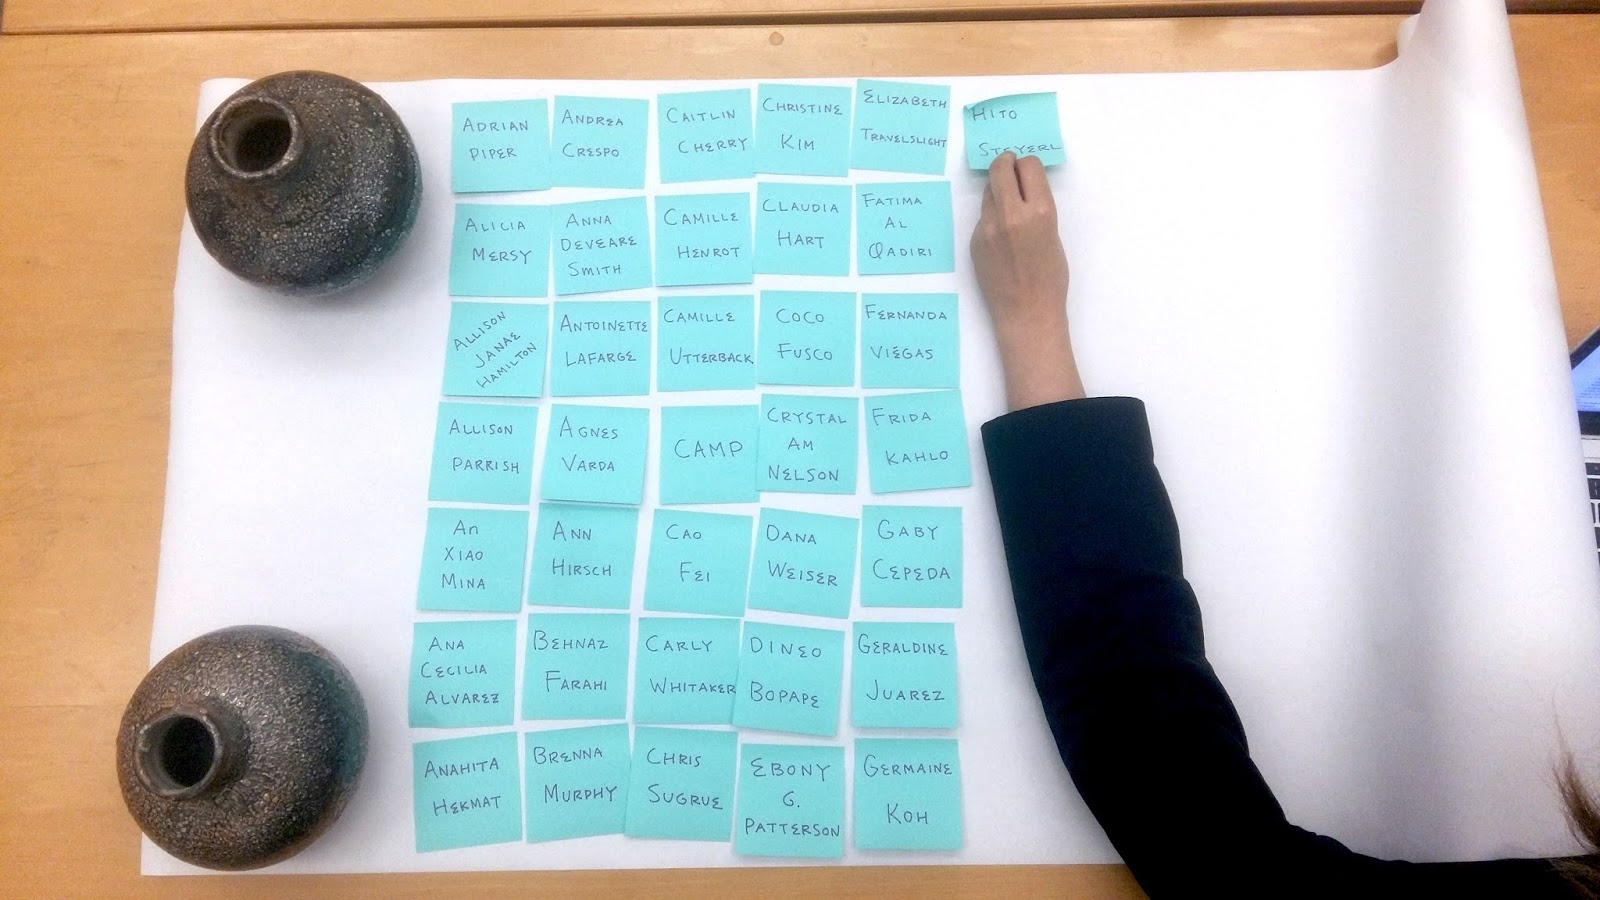 ADRIAN
PIPER
ALICIA
MERSY
ALLISON
JANAE
HAMILTON
ALLISON
PARRISH
An
XIAO
MINA
ANA
CECILIA
ALVAREZ
ANAHITA
HEKMAT
ANDREA
CRESPO
ANNA
DEVEARE
SMITH
ANTOINETTE
LAFARGE
AGNES
VARDA
ANN
HIRSCH
BEHNAZ
FARAHI
BRENNA
MURPHY
CAITLIN
CHERRY
CAMILLE
HENROT
CAMILLE
UTTERBACK
CAMP
CAO
FEI
CARLY
WHITAKER
CHRIS
SUGRUE
CHRISTINE
KIM
CLAUDIA
HART
COCO
FUSCO
CRYSTAL
AM
NELSON
DANA
WEISER
DINEO
BOPAPE
EBONY
G.
PATTERSON
ELIZABETH
TRAVELSLIGHT
FATIMA
AL
QADIRI
FERNANDA
VIÉGAS
FRIDA
KAHLO
GABY
CEPEDA
GERALDINE
JUAREZ
GERMAINE
KOH
HITO
STEYERL